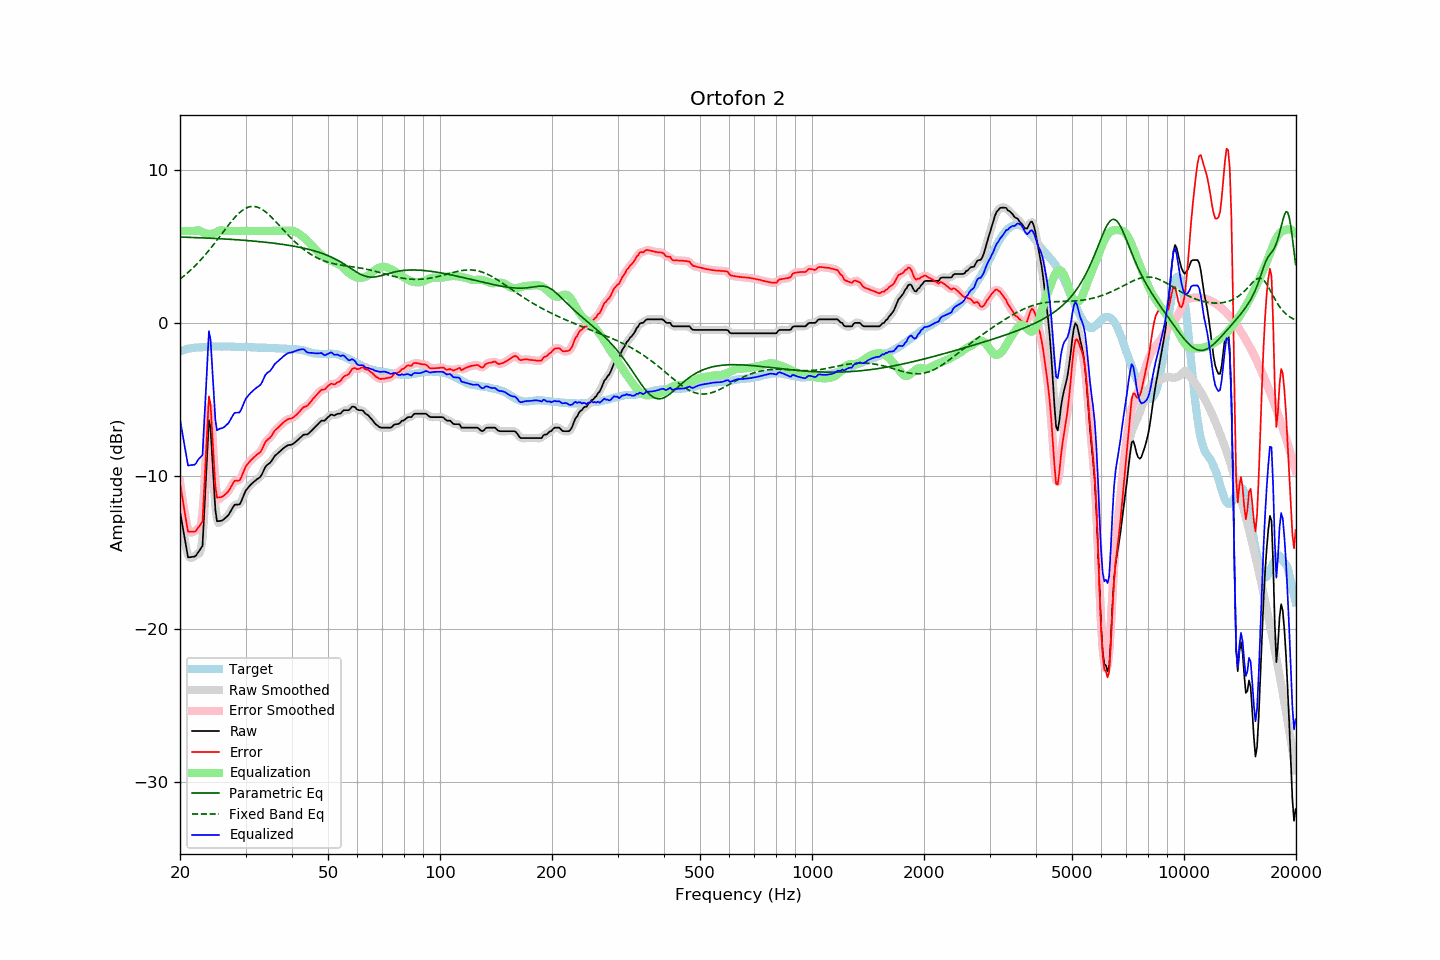 Ortofon 2
Amplitude (dBr)
10
0
−10
−20
−30
Target
Raw Smoothed
Error Smoothed
Raw
Error
Equalization
Parametric Eq
Fixed Band Eq
Equalized
20 50 100 200 500 1000 2000 5000 10000 20000
Frequency (Hz)